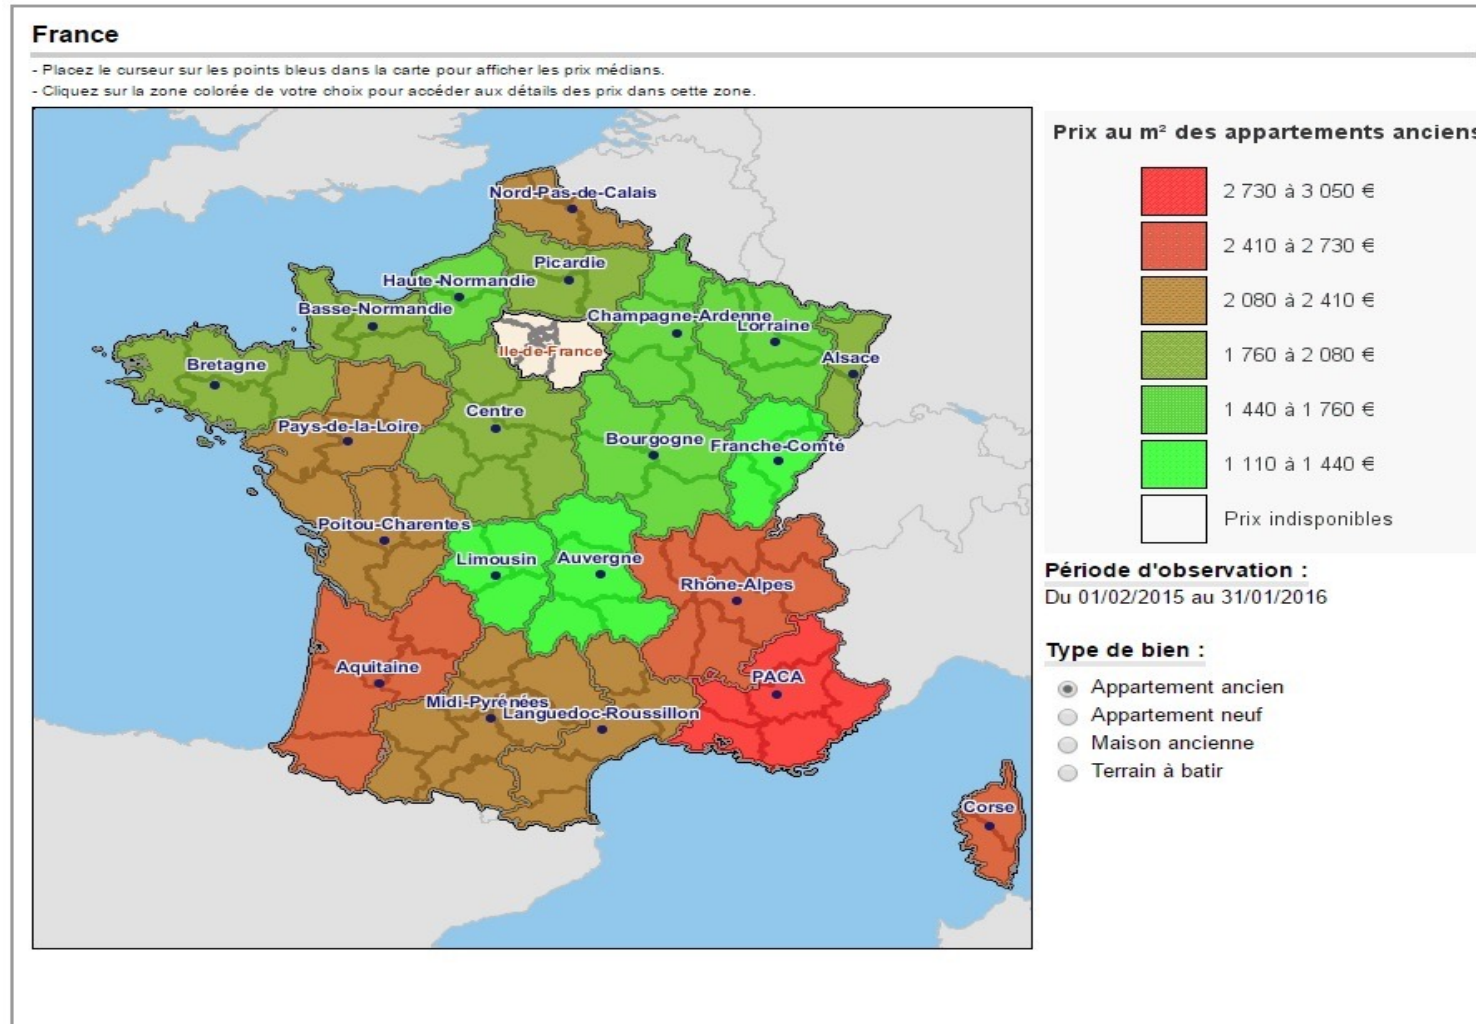 France
- Placez le curseur sur les points bleus dans la carte pour afficher les prix médians.
- Cliquez sur la zone colorée de votre choix pour accéder aux détails des prix dans cette zone.
Nord-Pas-de-Calais
Picardie
Haute-Normandie
Basse-Normandie
Champagne-Ardenne
Lorraine
Ile-de-France
Alsace
Bretagne
Centre
Pays-de-la-Loire
Bourgogne
Franche-Comté
Poitou-Charentes
Limousin
Auvergne
Rhône-Alpes
Aquitaine
PACA
Midi-Pyrénées
Languedoc-Roussillon
Corse
Prix au m² des appartements anciens
2 730 à 3 050 €
2 410 à 2 730 €
2 080 à 2 410 €
1 760 à 2 080 €
1 440 à 1 760 €
1 110 à 1 440 €
Prix indisponibles
Période d'observation :
Du 01/02/2015 au 31/01/2016
Type de bien :
Appartement ancien
Appartement neuf
Maison ancienne
Terrain à batir